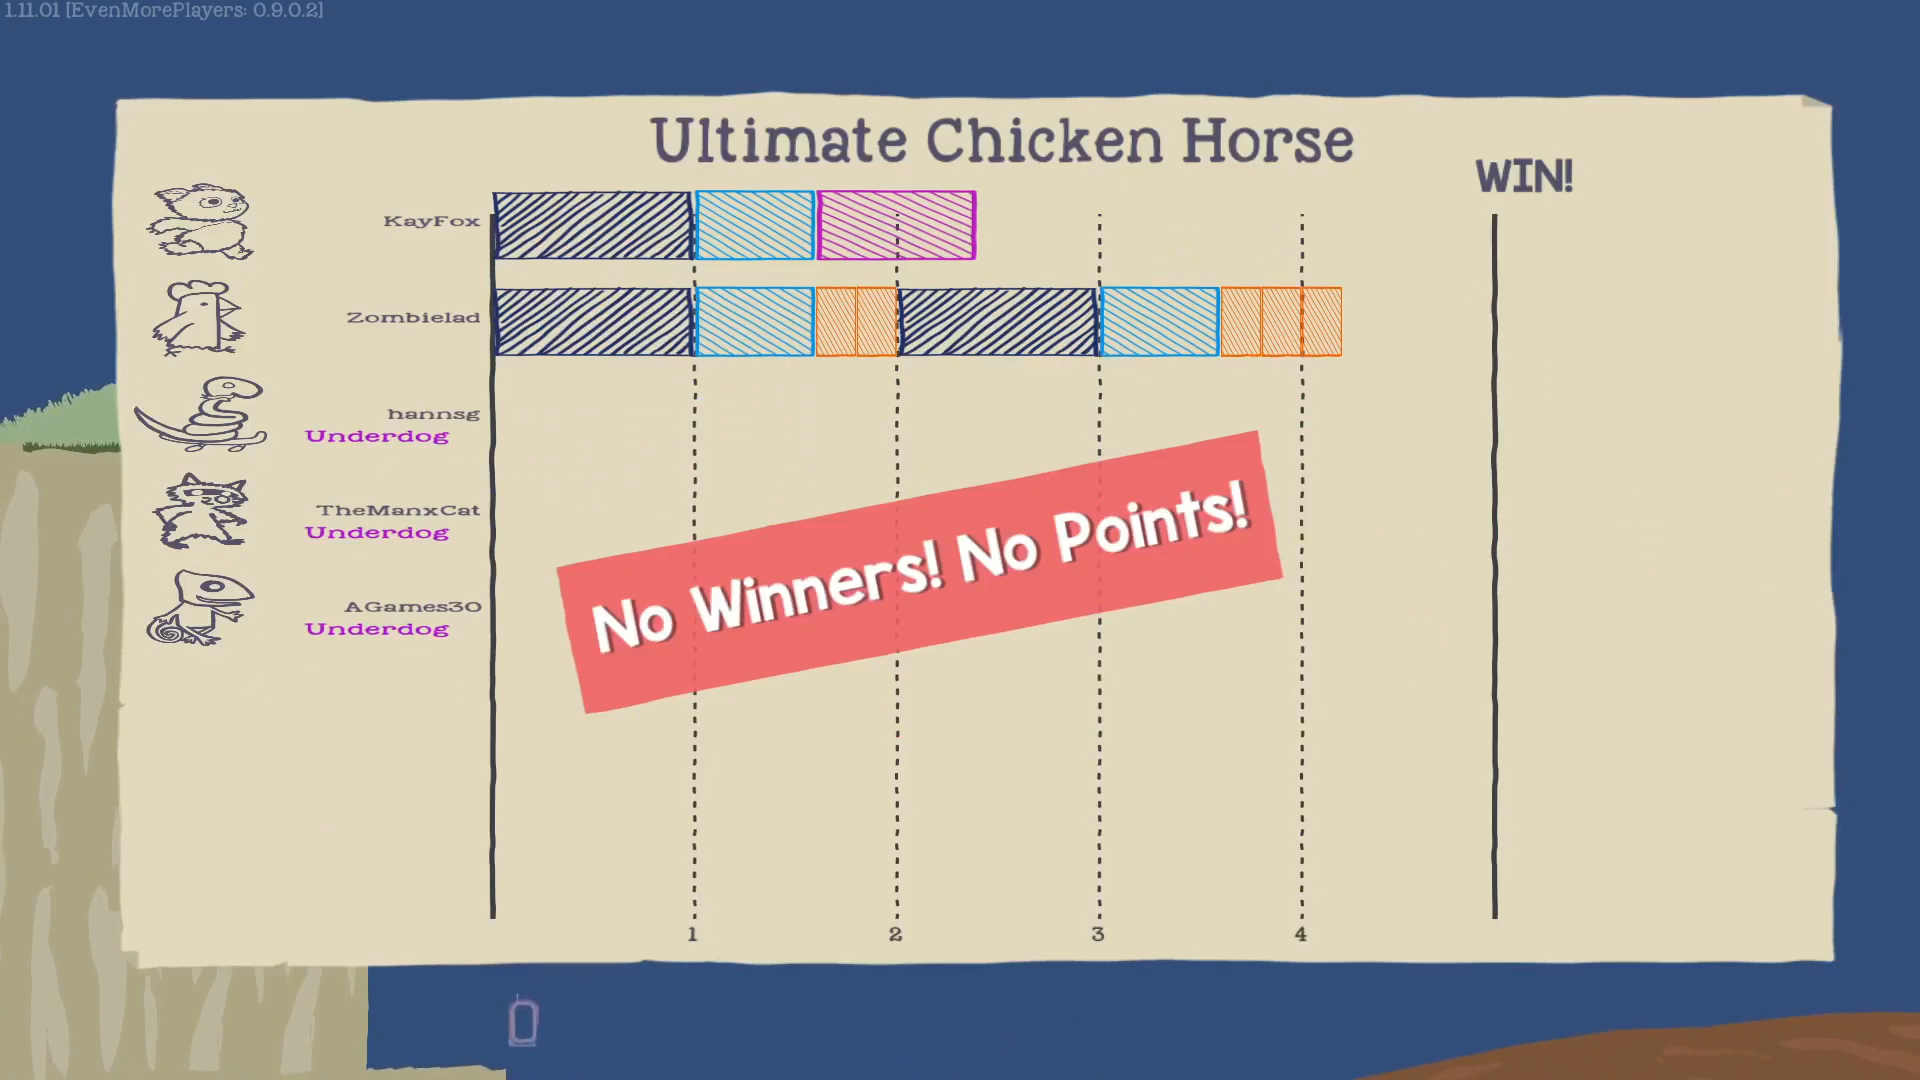 1.11.01 [EvenMorePlayers: 0.9.0.2]
Ultimate Chicken Horse
WIN!
KayFox
Zombielad
hannsg
Underdog
TheManxCat
Underdog
AGames30
Underdog
No Winners! No Points!
1 2 3 4